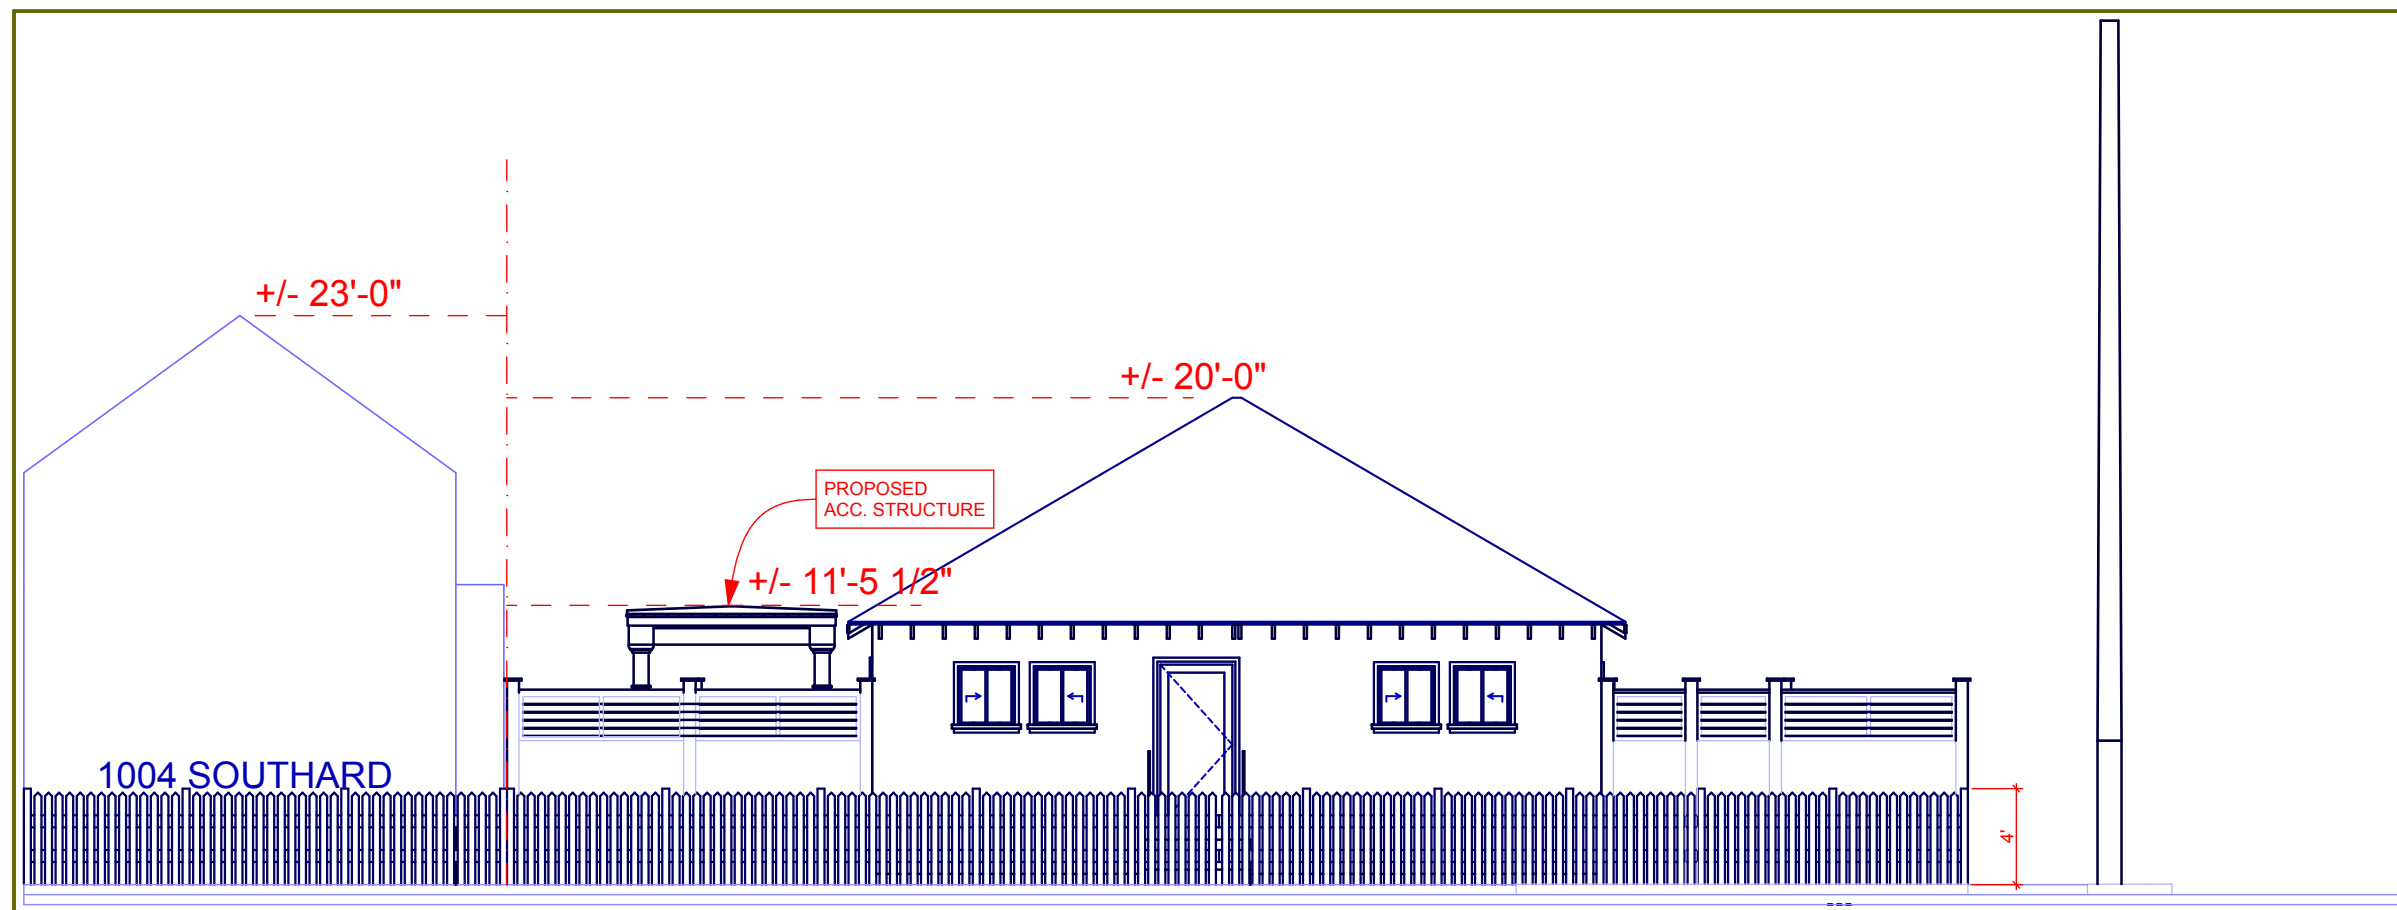 +/- 23'-0"
+/- 20'-0"
PROPOSED
ACC. STRUCTURE
+/- 11'-5 1/2"
1004 SOUTHARD
4'